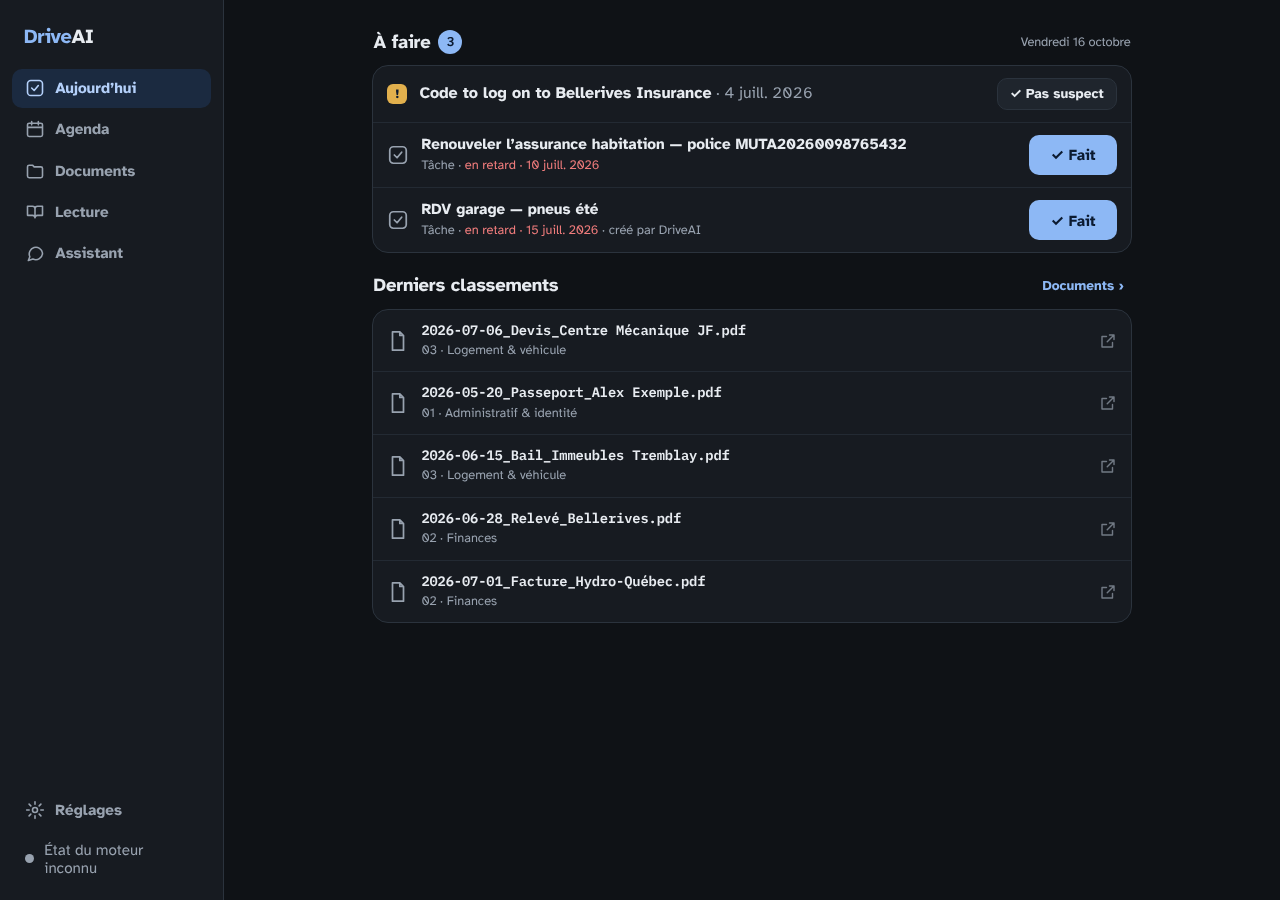 DriveAI
Aujourd’hui
Agenda
Documents
Lecture
Assistant
Réglages
État du moteur
inconnu
À faire 3
Vendredi 16 octobre
! Code to log on to Bellerives Insurance · 4 juill. 2026
✓ Pas suspect
Renouveler l’assurance habitation — police MUTA20260098765432
Tâche · en retard · 10 juill. 2026
✓ Fait
RDV garage — pneus été
Tâche · en retard · 15 juill. 2026 · créé par DriveAI
✓ Fait
Derniers classements
Documents ›
2026-07-06_Devis_Centre Mécanique JF.pdf
03 · Logement & véhicule
2026-05-20_Passeport_Alex Exemple.pdf
01 · Administratif & identité
2026-06-15_Bail_Immeubles Tremblay.pdf
03 · Logement & véhicule
2026-06-28_Relevé_Bellerives.pdf
02 · Finances
2026-07-01_Facture_Hydro-Québec.pdf
02 · Finances